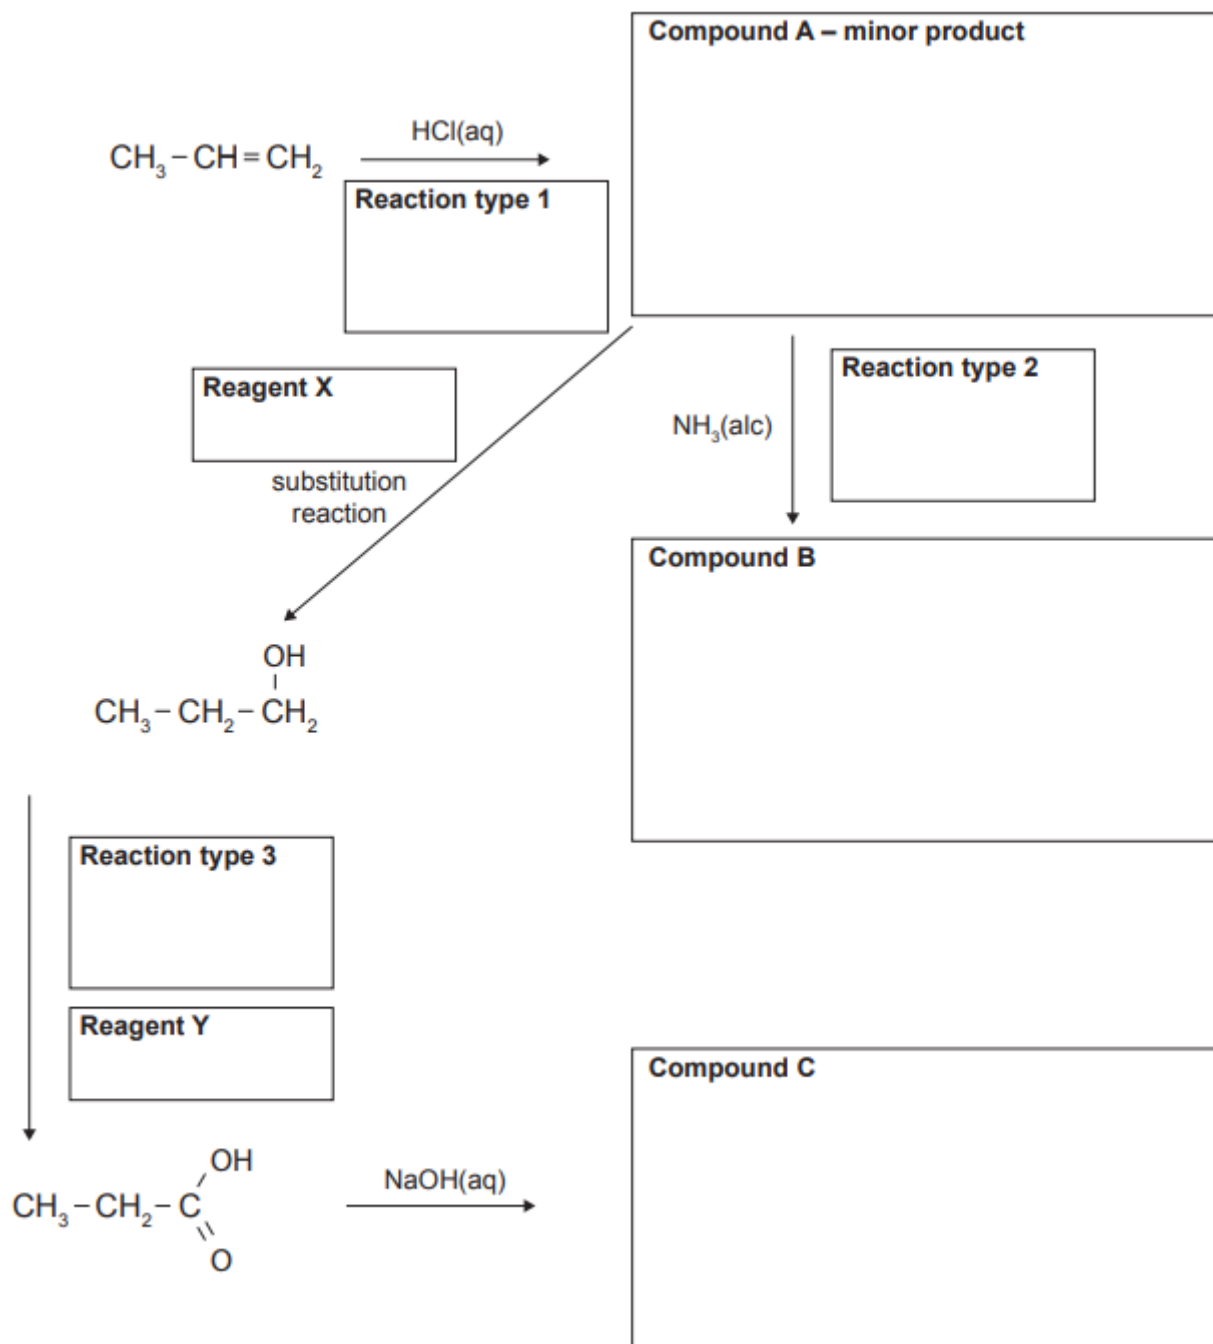 Compound A – minor product
HCl(aq)
CH₃–CH=CH₂
Reaction type 1
Reaction type 2
Reagent X
NH₃(alc)
substitution
reaction
Compound B
OH
CH₃–CH₂–CH₂
Reaction type 3
Reagent Y
Compound C
OH
CH₃–CH₂–C
O
NaOH(aq)